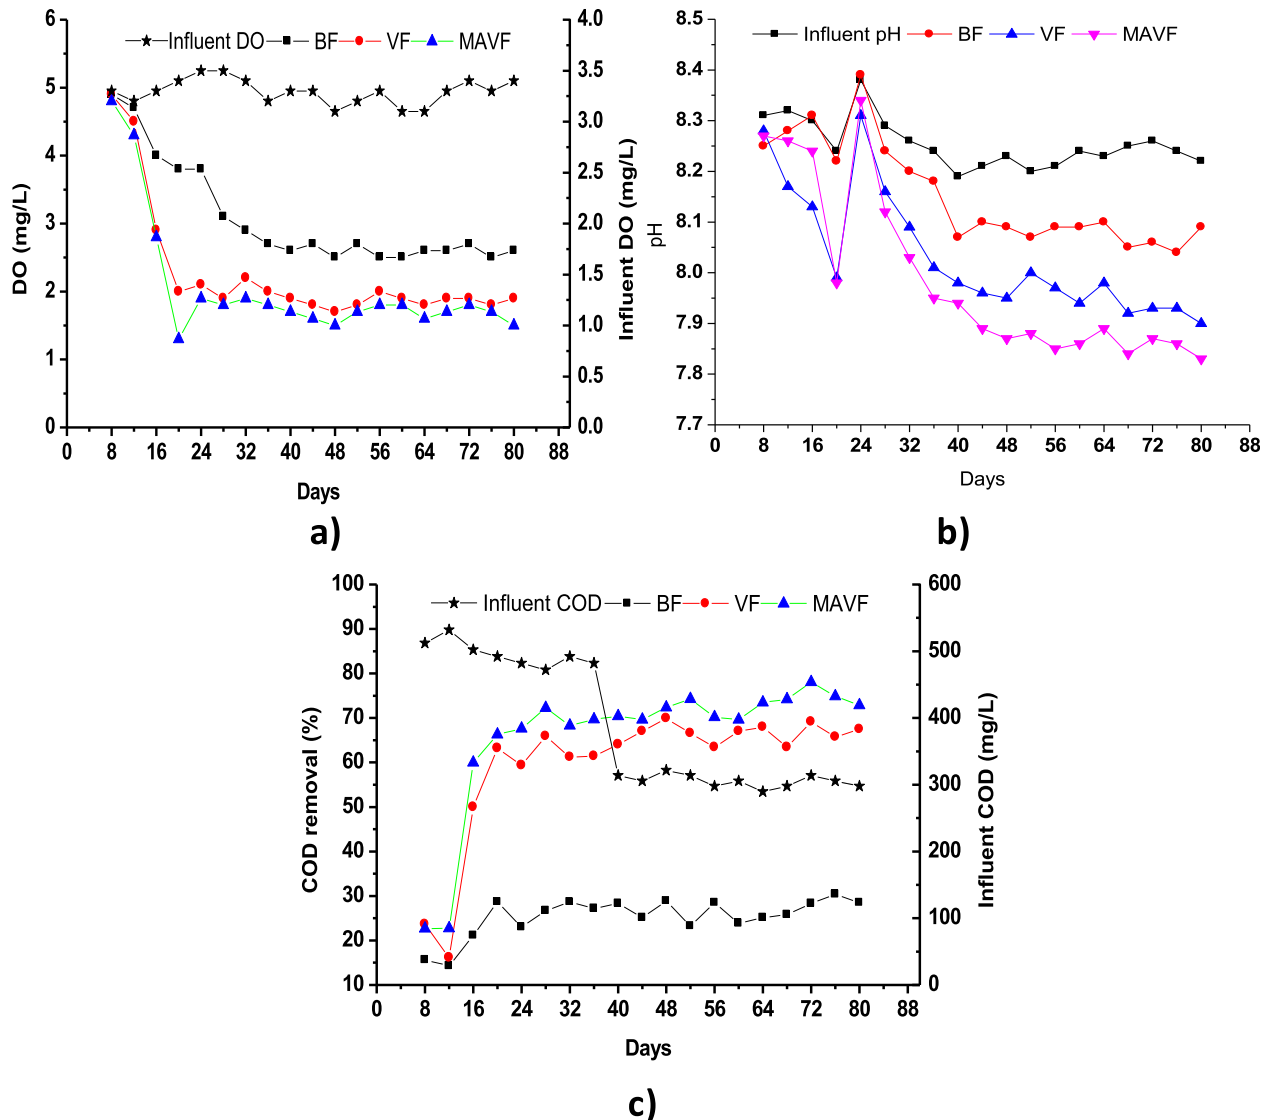 Influent DO BF VF MAVF
DO (mg/L)
6
5
4
3
2
1
0
Influent DO (mg/L)
4.0
3.5
3.0
2.5
2.0
1.5
1.0
0.5
0.0
0 8 16 24 32 40 48 56 64 72 80 88
Days
a)
Influent pH BF VF MAVF
pH
8.5
8.4
8.3
8.2
8.1
8.0
7.9
7.8
7.7
0 8 16 24 32 40 48 56 64 72 80 88
Days
b)
Influent COD BF VF MAVF
COD removal (%)
100
90
80
70
60
50
40
30
20
10
Influent COD (mg/L)
600
500
400
300
200
100
0
0 8 16 24 32 40 48 56 64 72 80 88
Days
c)